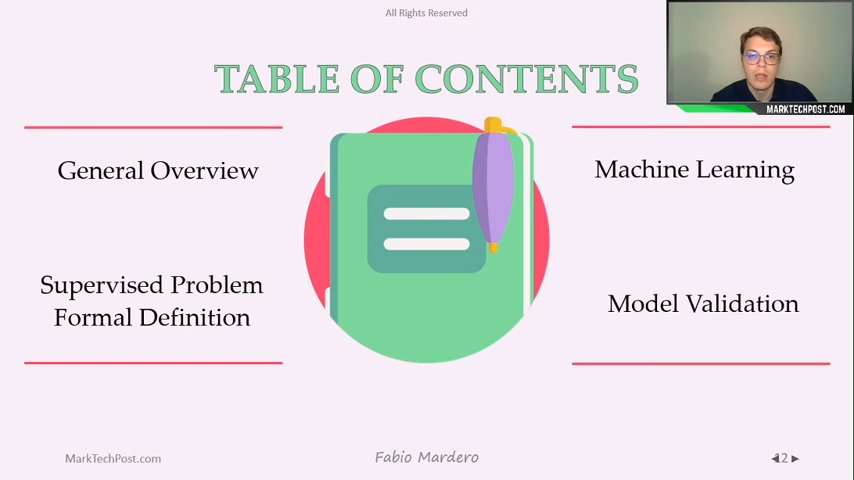 All Rights Reserved
TABLE OF CONTENTS
MARKTECHPOST.COM
General Overview
Machine Learning
Supervised Problem
Formal Definition
Model Validation
MarkTechPost.com
Fabio Mardero
12